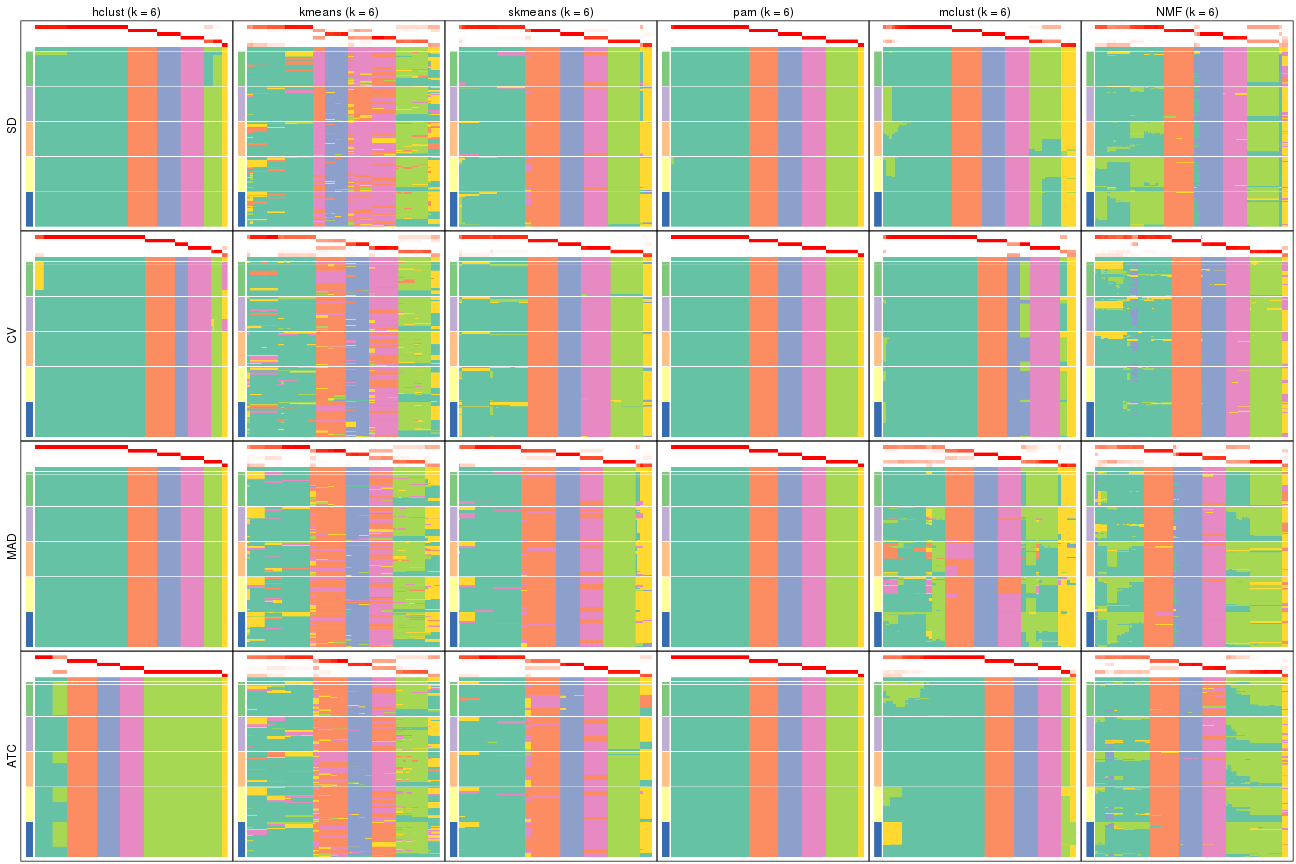 hclust (k = 6) kmeans (k = 6) skmeans (k = 6) pam (k = 6) mclust (k = 6) NMF (k = 6)
SD
CV
MAD
ATC